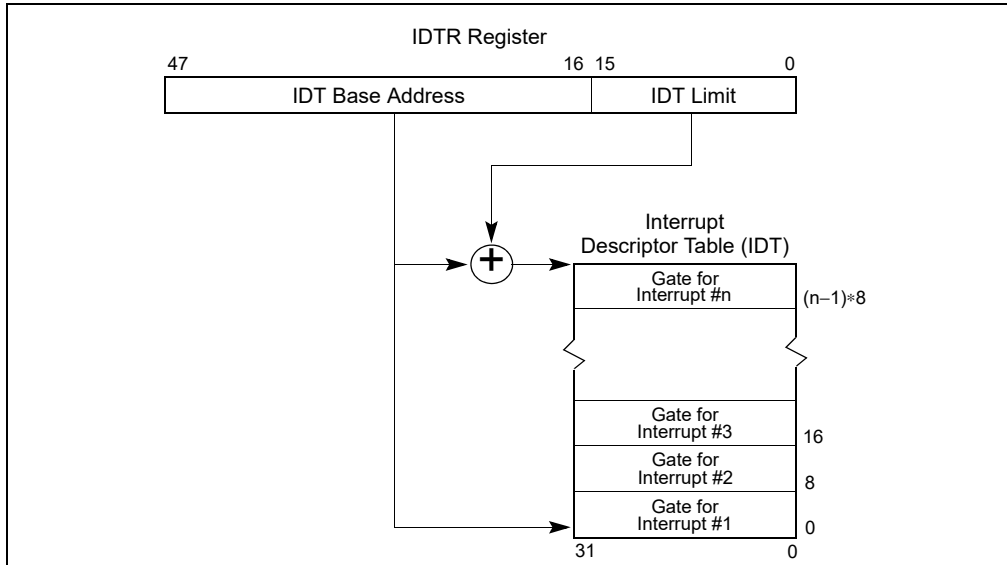 IDTR Register
47 16 15 0
IDT Base Address IDT Limit
+
Interrupt
Descriptor Table (IDT)
Gate for
Interrupt #n
(n−1)∗8
Gate for
Interrupt #3
16
Gate for
Interrupt #2
8
Gate for
Interrupt #1
0
31 0